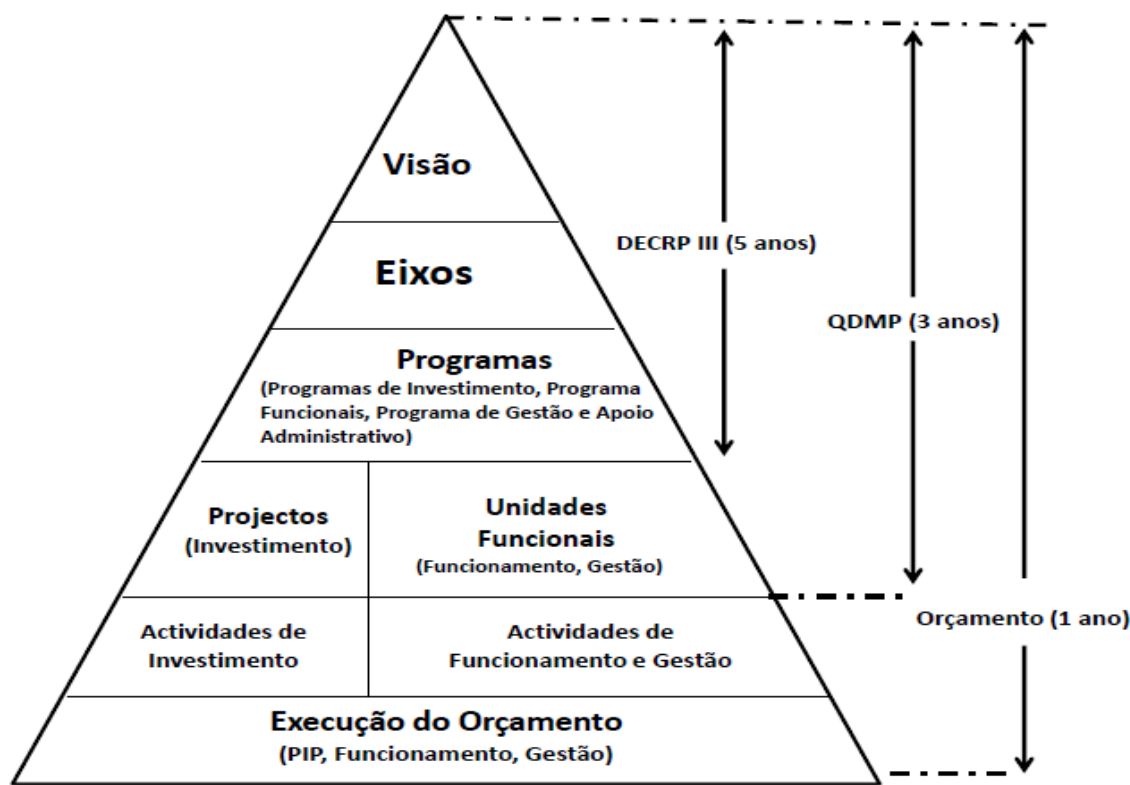 Visão
Eixos
Programas
(Programas de Investimento, Programa
Funcionais, Programa de Gestão e Apoio
Administrativo)
Projectos
(Investimento)
Unidades
Funcionais
(Funcionamento, Gestão)
Actividades de
Investimento
Actividades de
Funcionamento e Gestão
Execução do Orçamento
(PIP, Funcionamento, Gestão)
DECRP III (5 anos)
QDMP (3 anos)
Orçamento (1 ano)